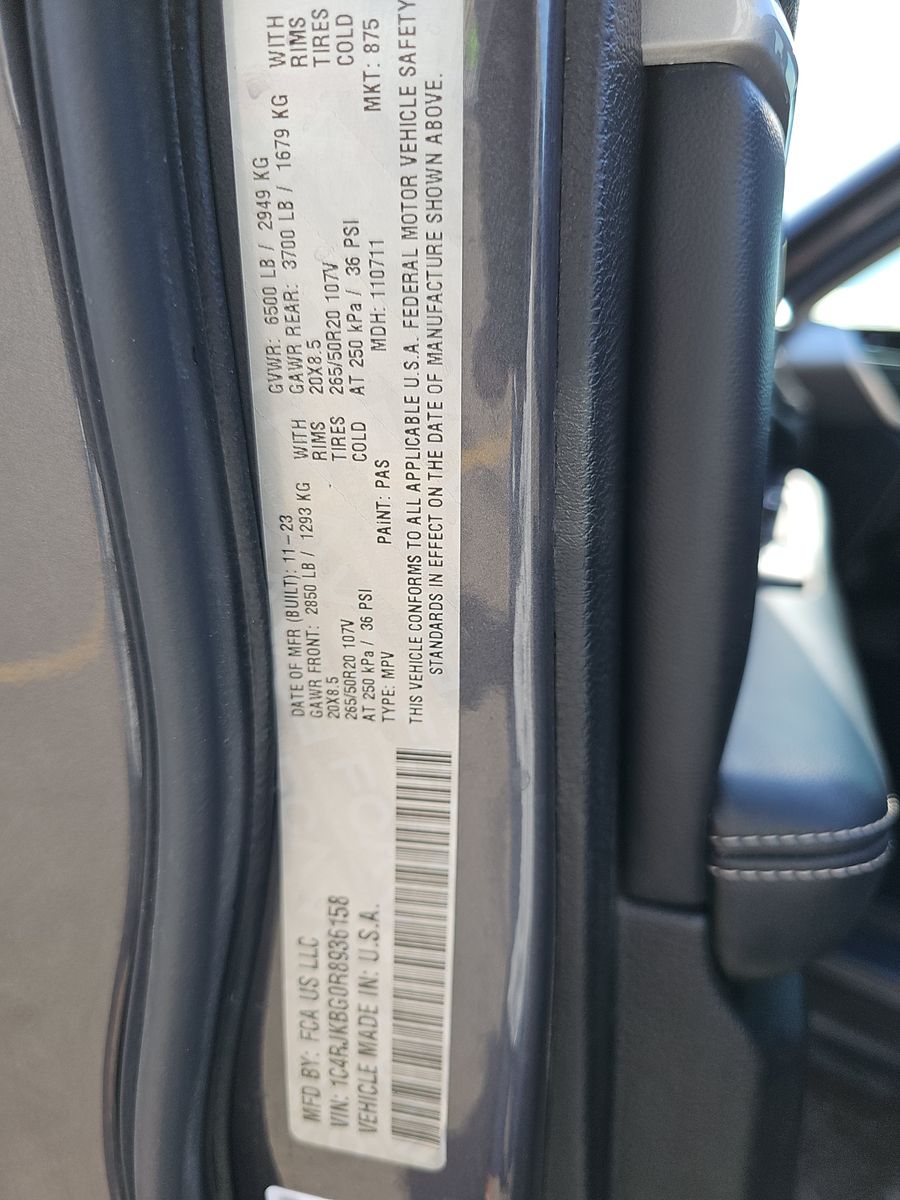 MFD BY: FCA US LLC
VIN: 1C4RJKBG0R8936158
VEHICLE MADE IN: U.S.A.
DATE OF MFR (BUILT): 11-23
GVWR: 6500 LB / 2949 KG
GAWR FRONT: 2850 LB / 1293 KG WITH
GAWR REAR: 3700 LB / 1679 KG WITH
20X8.5 RIMS
20X8.5 RIMS
265/50R20 107V TIRES
265/50R20 107V TIRES
AT 250 kPa / 36 PSI COLD
AT 250 kPa / 36 PSI COLD
TYPE: MPV PAINT: PAS MDH: 110711 MKT: 875
THIS VEHICLE CONFORMS TO ALL APPLICABLE U.S.A. FEDERAL MOTOR VEHICLE SAFETY
STANDARDS IN EFFECT ON THE DATE OF MANUFACTURE SHOWN ABOVE.